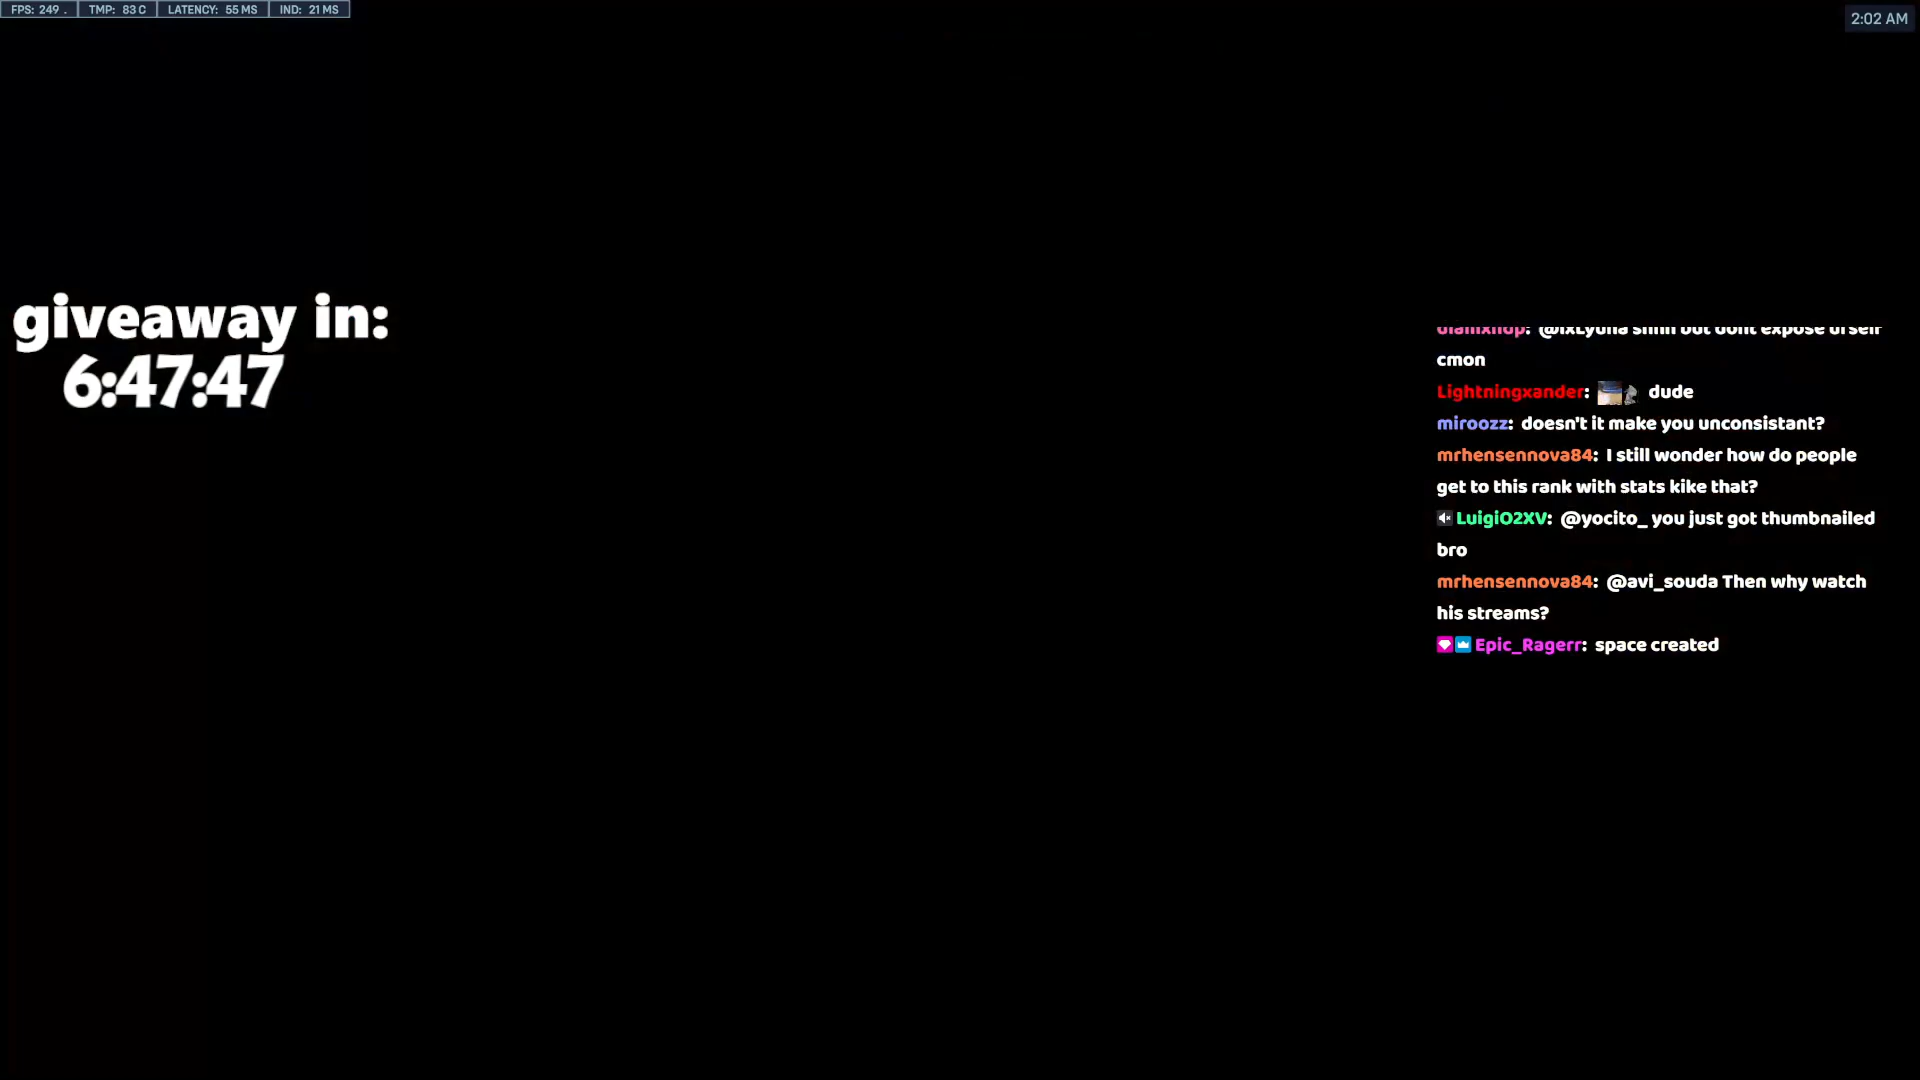 FPS: 249 . TMP: 83 C LATENCY: 55 MS IND: 21 MS
2:02 AM
giveaway in:
6:47:47
cmon
Lightningxander: dude
miroozz: doesn't it make you unconsistant?
mrhensennova84: I still wonder how do people
get to this rank with stats kike that?
LuigiO2XV: @yocito_ you just got thumbnailed
bro
mrhensennova84: @avi_souda Then why watch
his streams?
Epic_Ragerr: space created